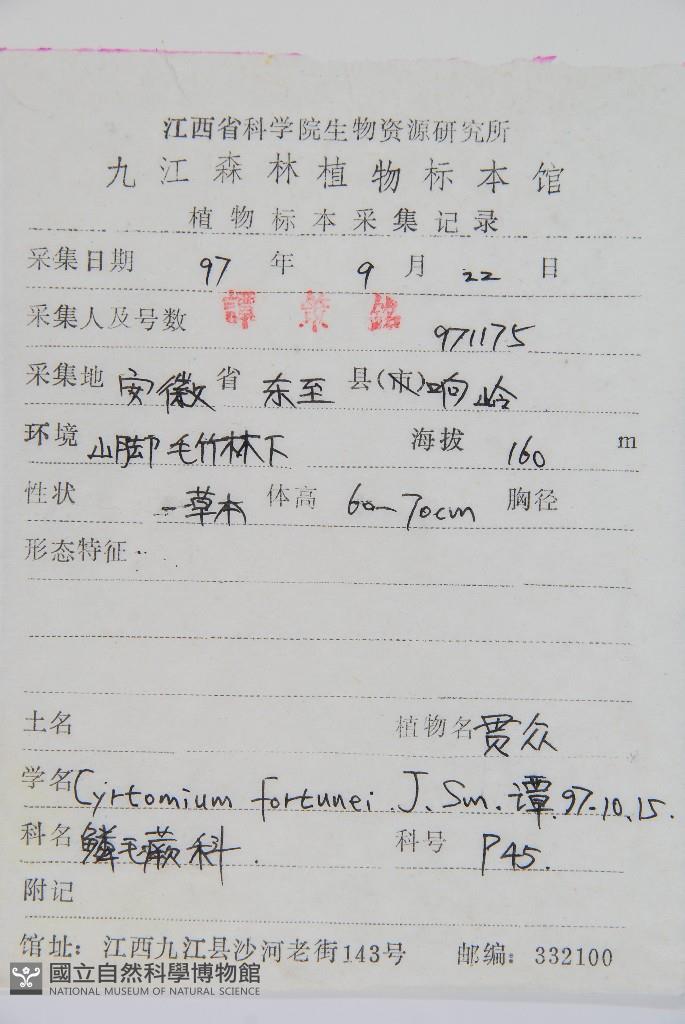 江西省科学院生物资源研究所
九江森林植物标本馆
植物标本采集记录
采集日期 97 年 9 月 22 日
采集人及号数 譚策銘 971175
采集地 安徽 省 东至 县(市) 响岭
环境 山脚毛竹林下 海拔 160 m
性状 草本 体高 60-70cm 胸径
形态特征
土名 植物名 贯众
学名 Cyrtomium fortunei J. Sm. 谭 97-10.15.
科名 鳞毛蕨科 科号 P45.
附记
馆址：江西九江县沙河老街143号 邮编：332100
國立自然科學博物館
NATIONAL MUSEUM OF NATURAL SCIENCE